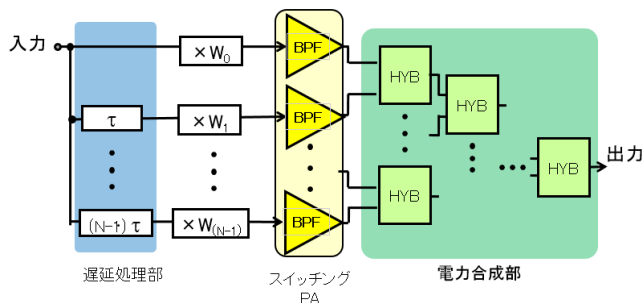 入力
×W0
BPF
HYB
HYB
τ
×W1
BPF
HYB
出力
HYB
(N-1) τ
×W(N-1)
BPF
遅延処理部
スイッチング
PA
電力合成部